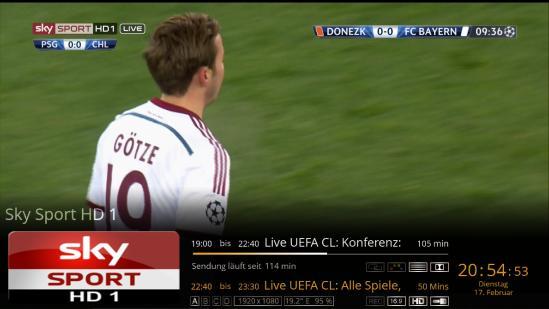 sky SPORT HD 1 LIVE
PSG 0:0 CHL
DONEZK 0-0 FC BAYERN 09:36
GÖTZE
19
Sky Sport HD 1
sky
SPORT
HD 1
19:00 bis 22:40 Live UEFA CL: Konferenz: 105 min
Sendung läuft seit 114 min
22:40 bis 23:30 Live UEFA CL: Alle Spiele, 50 Mins
A B C D 1920x1080 19.2° E 95 % REC 16:9 HD
20:54:53
Dienstag
17. Februar